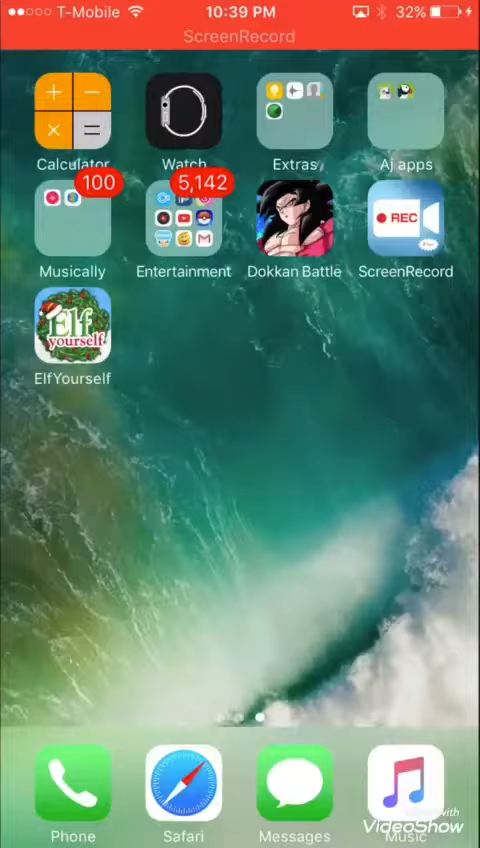 T-Mobile 10:39 PM 32%
ScreenRecord
Calculator Watch Extras Aj apps
100 5,142
REC
Musically Entertainment Dokkan Battle ScreenRecord
Elf
yourself
ElfYourself
Phone Safari Messages Music
with
VideoShow